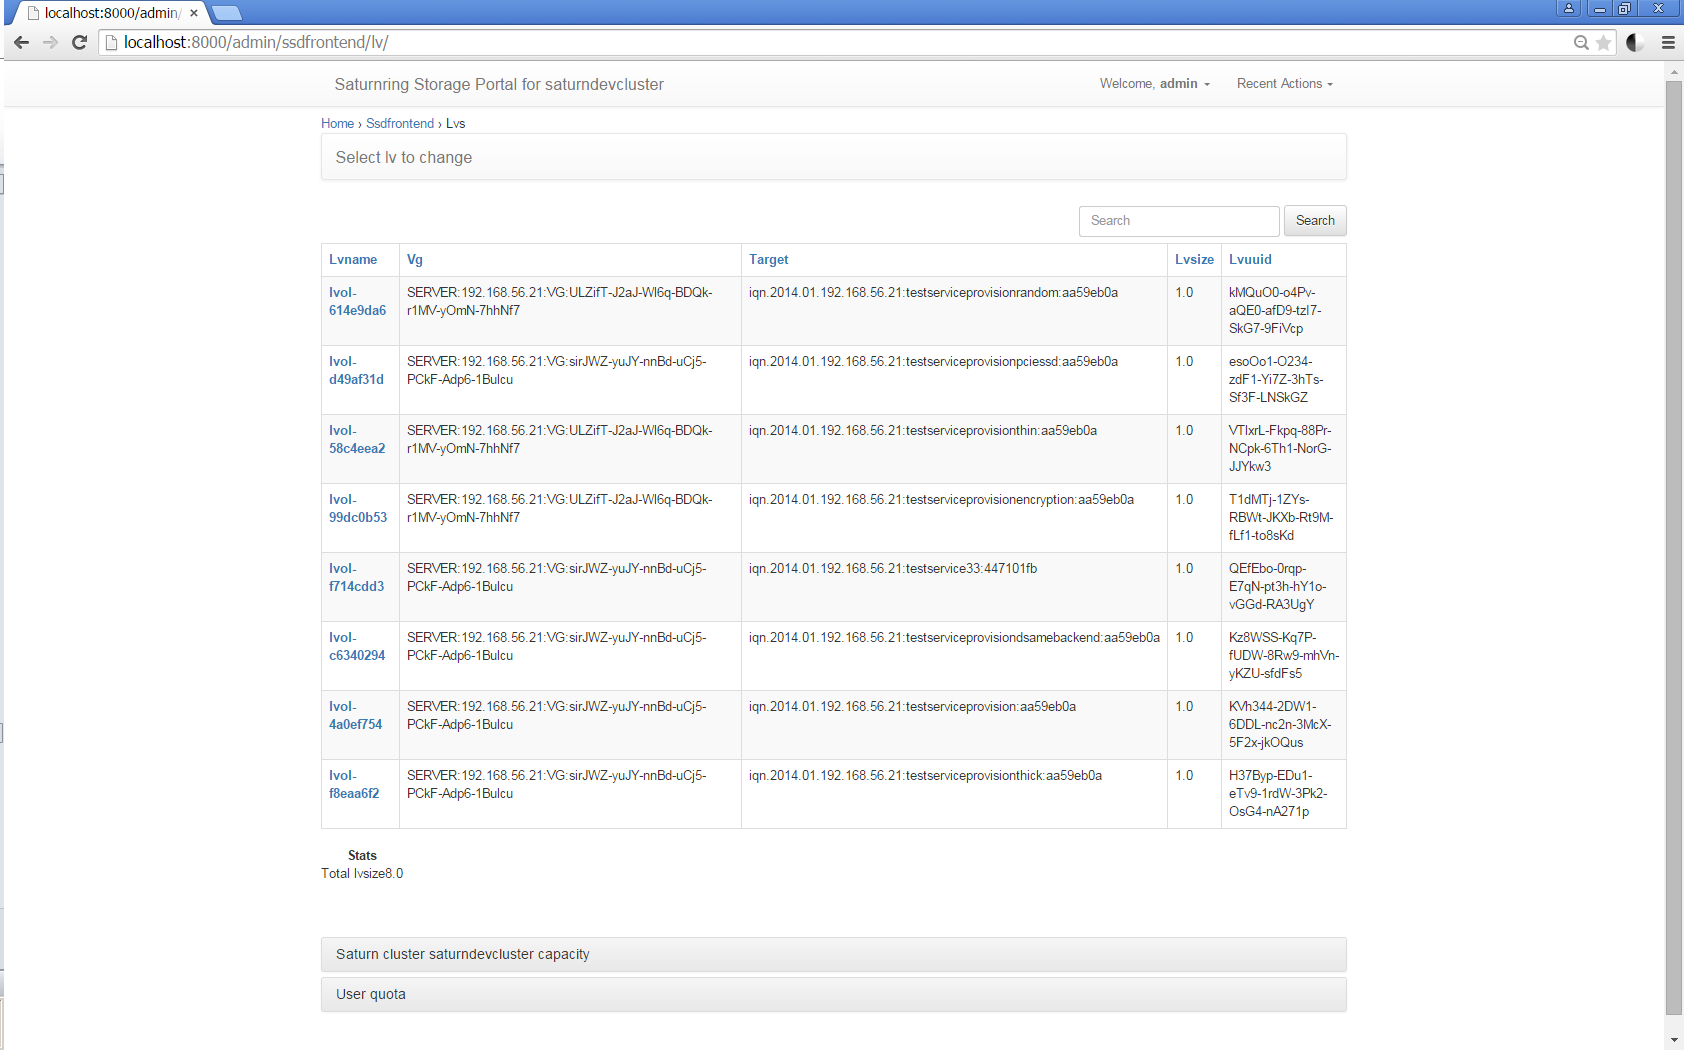 localhost:8000/admin/
localhost:8000/admin/ssdfrontend/lv/
Saturnring Storage Portal for saturndevcluster
Welcome, admin
Recent Actions
Home › Ssdfrontend › Lvs
Select lv to change
Search
Search
Lvname Vg Target Lvsize Lvuuid
lvol- SERVER:192.168.56.21:VG:ULZifT-J2aJ-Wl6q-BDQk- iqn.2014.01.192.168.56.21:testserviceprovisionrandom:aa59eb0a 1.0 kMQuO0-o4Pv-
614e9da6 r1MV-yOmN-7hhNf7 aQE0-afD9-tzI7-
SkG7-9FiVcp
lvol- SERVER:192.168.56.21:VG:sirJWZ-yuJY-nnBd-uCj5- iqn.2014.01.192.168.56.21:testserviceprovisionpciessd:aa59eb0a 1.0 esoOo1-O234-
d49af31d PCkF-Adp6-1Bulcu zdF1-Yi7Z-3hTs-
Sf3F-LNSkGZ
lvol- SERVER:192.168.56.21:VG:ULZifT-J2aJ-Wl6q-BDQk- iqn.2014.01.192.168.56.21:testserviceprovisionthin:aa59eb0a 1.0 VTlxrL-Fkpq-88Pr-
58c4eea2 r1MV-yOmN-7hhNf7 NCpk-6Th1-NorG-
JJYkw3
lvol- SERVER:192.168.56.21:VG:ULZifT-J2aJ-Wl6q-BDQk- iqn.2014.01.192.168.56.21:testserviceprovisionencryption:aa59eb0a 1.0 T1dMTj-1ZYs-
99dc0b53 r1MV-yOmN-7hhNf7 RBWt-JKXb-Rt9M-
fLf1-to8sKd
lvol- SERVER:192.168.56.21:VG:sirJWZ-yuJY-nnBd-uCj5- iqn.2014.01.192.168.56.21:testservice33:447101fb 1.0 QEfEbo-0rqp-
f714cdd3 PCkF-Adp6-1Bulcu E7qN-pt3h-hY1o-
vGGd-RA3UgY
lvol- SERVER:192.168.56.21:VG:sirJWZ-yuJY-nnBd-uCj5- iqn.2014.01.192.168.56.21:testserviceprovisiondsamebackend:aa59eb0a 1.0 Kz8WSS-Kq7P-
c6340294 PCkF-Adp6-1Bulcu fUDW-8Rw9-mhVn-
yKZU-sfdFs5
lvol- SERVER:192.168.56.21:VG:sirJWZ-yuJY-nnBd-uCj5- iqn.2014.01.192.168.56.21:testserviceprovision:aa59eb0a 1.0 KVh344-2DW1-
4a0ef754 PCkF-Adp6-1Bulcu 6DDL-nc2n-3McX-
5F2x-jkOQus
lvol- SERVER:192.168.56.21:VG:sirJWZ-yuJY-nnBd-uCj5- iqn.2014.01.192.168.56.21:testserviceprovisionthick:aa59eb0a 1.0 H37Byp-EDu1-
f8eaa6f2 PCkF-Adp6-1Bulcu eTv9-1rdW-3Pk2-
OsG4-nA271p
Stats
Total lvsize8.0
Saturn cluster saturndevcluster capacity
User quota